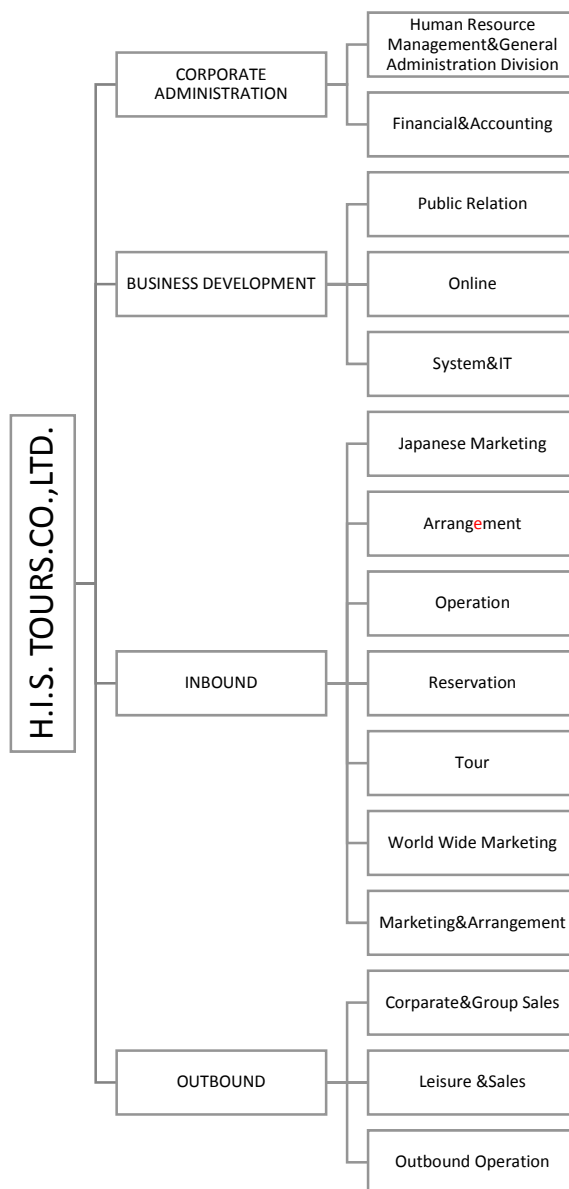 H.I.S. TOURS.CO.,LTD.
CORPORATE
ADMINISTRATION
Human Resource
Management&General
Administration Division
Financial&Accounting
BUSINESS DEVELOPMENT
Public Relation
Online
System&IT
INBOUND
Japanese Marketing
Arrangement
Operation
Reservation
Tour
World Wide Marketing
Marketing&Arrangement
OUTBOUND
Corparate&Group Sales
Leisure &Sales
Outbound Operation